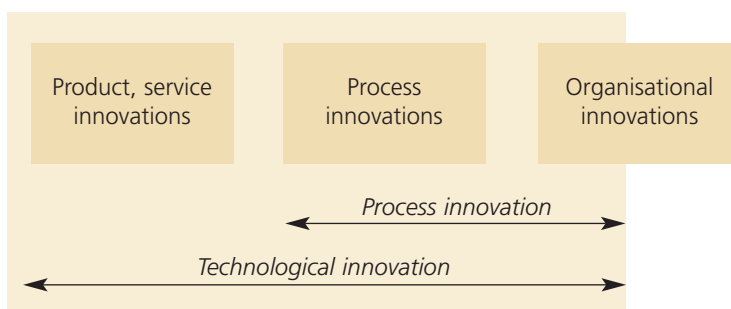 Product, service
innovations
Process
innovations
Organisational
innovations
Process innovation
Technological innovation